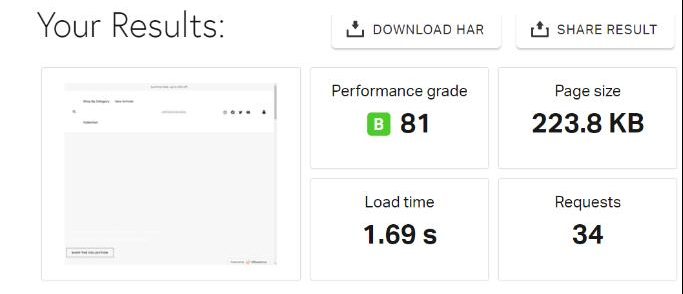 Your Results:
DOWNLOAD HAR
SHARE RESULT
Performance grade
B 81
Page size
223.8 KB
Load time
1.69 s
Requests
34
Shop By Category New Arrivals
Collection
SHOP THE COLLECTION